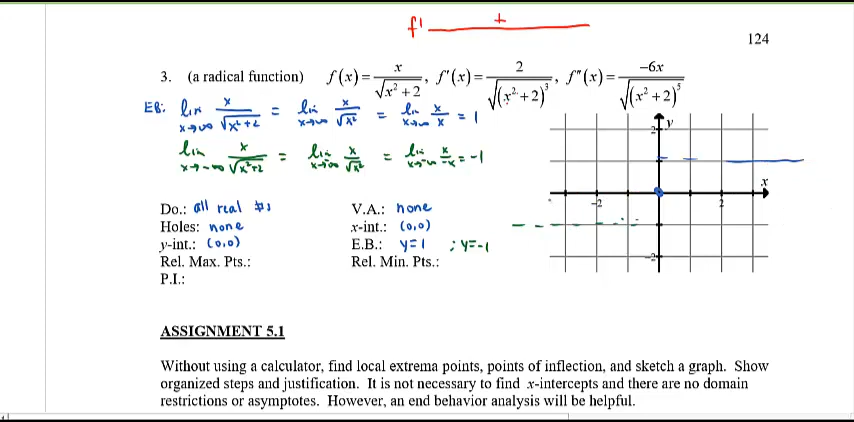 f' +
124
3. (a radical function) f(x) = x/√(x² + 2), f'(x) = 2/√((x² + 2)³), f''(x) = −6x/√((x² + 2)⁵)
EB: lim x→∞ x/√(x²+2) = lim x→∞ x/√x² = lim x→∞ x/x = 1
lim x→-∞ x/√(x²+2) = lim x→-∞ x/√x² = lim x→-∞ x/-x = -1
2 y
x
−2 2
−2
Do.: all real #s V.A.: none
Holes: none x-int.: (0,0)
y-int.: (0,0) E.B.: y=1 ; y=-1
Rel. Max. Pts.: Rel. Min. Pts.:
P.I.:
ASSIGNMENT 5.1
Without using a calculator, find local extrema points, points of inflection, and sketch a graph. Show
organized steps and justification. It is not necessary to find x-intercepts and there are no domain
restrictions or asymptotes. However, an end behavior analysis will be helpful.